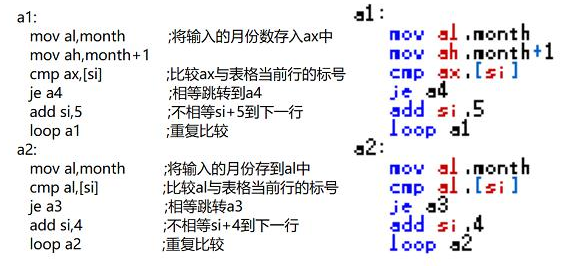 a1:
mov al,month ;将输入的月份数存入ax中
mov ah,month+1
cmp ax,[si] ;比较ax与表格当前行的标号
je a4 ;相等跳转到a4
add si,5 ;不相等si+5到下一行
loop a1 ;重复比较
a2:
mov al,month ;将输入的月份存到al中
cmp al,[si] ;比较al与表格当前行的标号
je a3 ;相等跳转a3
add si,4 ;不相等si+4到下一行
loop a2 ;重复比较
a1:
mov al,month
mov ah,month+1
cmp ax,[si]
je a4
add si,5
loop a1
a2:
mov al,month
cmp al,[si]
je a3
add si,4
loop a2